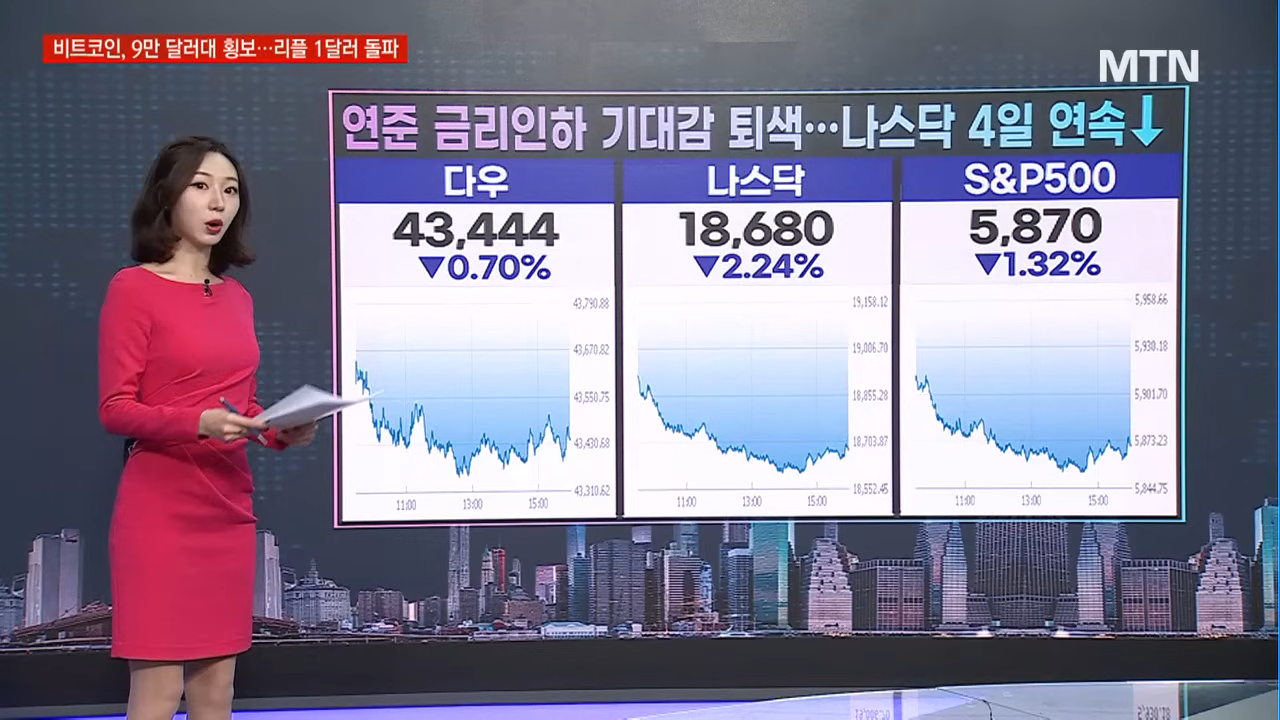 비트코인, 9만 달러대 횡보…리플 1달러 돌파
MTN
연준 금리인하 기대감 퇴색…나스닥 4일 연속↓
다우
43,444
▼0.70%
43,790.88
43,670.82
43,550.75
43,430.68
43,310.62
11:00 13:00 15:00
나스닥
18,680
▼2.24%
19,158.12
19,006.70
18,855.28
18,703.87
18,552.45
11:00 13:00 15:00
S&P500
5,870
▼1.32%
5,958.66
5,930.18
5,901.70
5,873.23
5,844.75
11:00 13:00 15:00